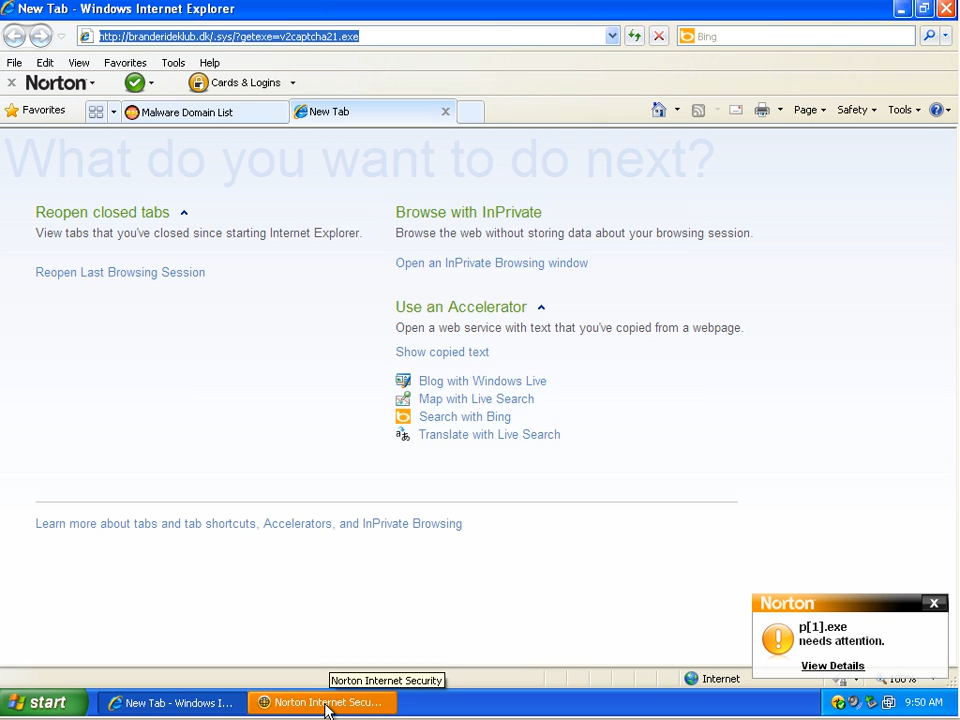 New Tab - Windows Internet Explorer
http://branderideklub.dk/.sys/?getexe=v2captcha21.exe
Bing
File Edit View Favorites Tools Help
Norton
Cards & Logins
Favorites
Malware Domain List
New Tab
Page
Safety
Tools
What do you want to do next?
Reopen closed tabs
View tabs that you've closed since starting Internet Explorer.
Reopen Last Browsing Session
Browse with InPrivate
Browse the web without storing data about your browsing session.
Open an InPrivate Browsing window
Use an Accelerator
Open a web service with text that you've copied from a webpage.
Show copied text
Blog with Windows Live
Map with Live Search
Search with Bing
Translate with Live Search
Learn more about tabs and tab shortcuts, Accelerators, and InPrivate Browsing
Norton
p[1].exe
needs attention.
View Details
Norton Internet Security
Internet
start
New Tab - Windows I...
Norton Internet Secu...
9:50 AM